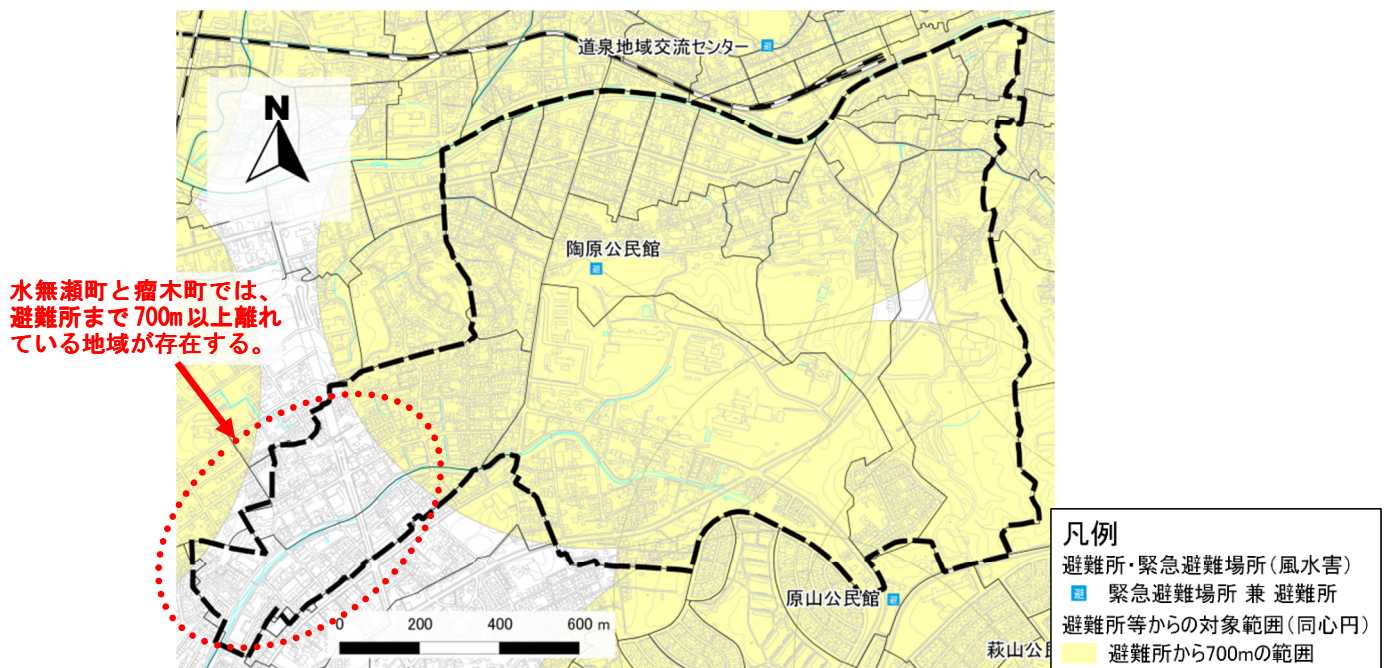 道泉地域交流センター
避
N
陶原公民館
避
水無瀬町と瘤木町では、
避難所まで700m以上離れ
ている地域が存在する。
原山公民館
避
0 200 400 600 m
萩山公民
凡例
避難所・緊急避難場所(風水害)
避 緊急避難場所 兼 避難所
避難所等からの対象範囲(同心円)
避難所から700mの範囲